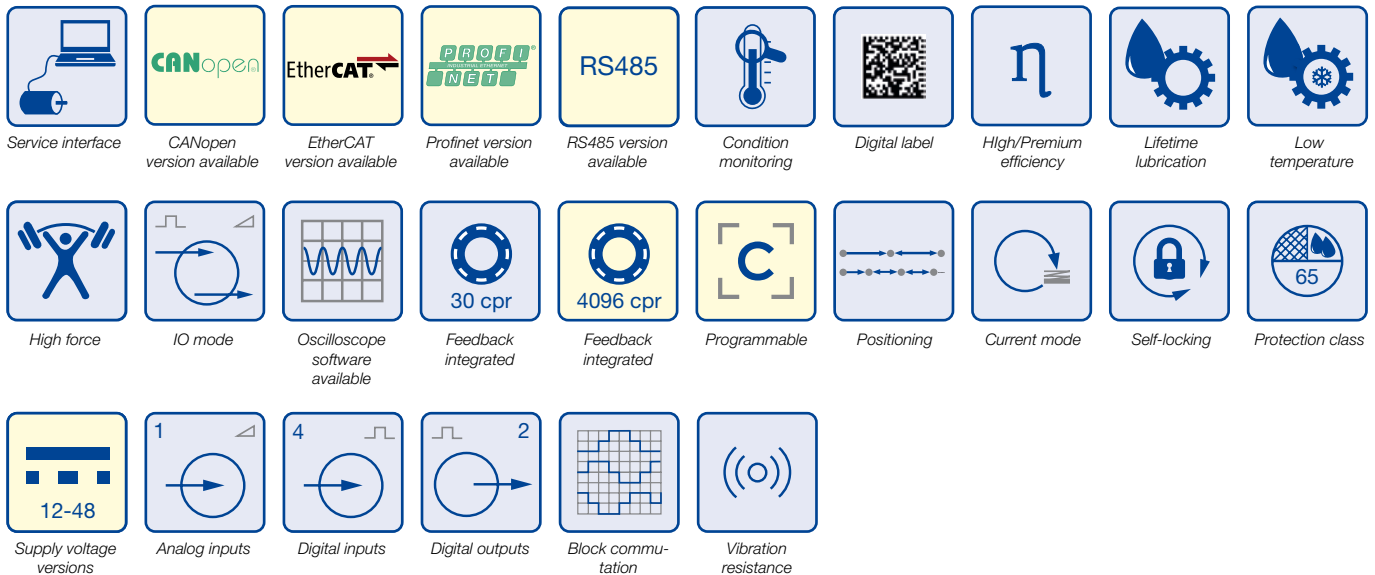 CANopen
EtherCAT®
PROFI®
INDUSTRIAL ETHERNET
NET
RS485
η
Service interface
CANopen
version available
EtherCAT
version available
Profinet version
available
RS485 version
available
Condition
monitoring
Digital label
HIgh/Premium
efficiency
Lifetime
lubrication
Low
temperature
30 cpr
4096 cpr
C
65
High force
IO mode
Oscilloscope
software
available
Feedback
integrated
Feedback
integrated
Programmable
Positioning
Current mode
Self-locking
Protection class
12-48
1
4
2
Supply voltage
versions
Analog inputs
Digital inputs
Digital outputs
Block commu-
tation
Vibration
resistance